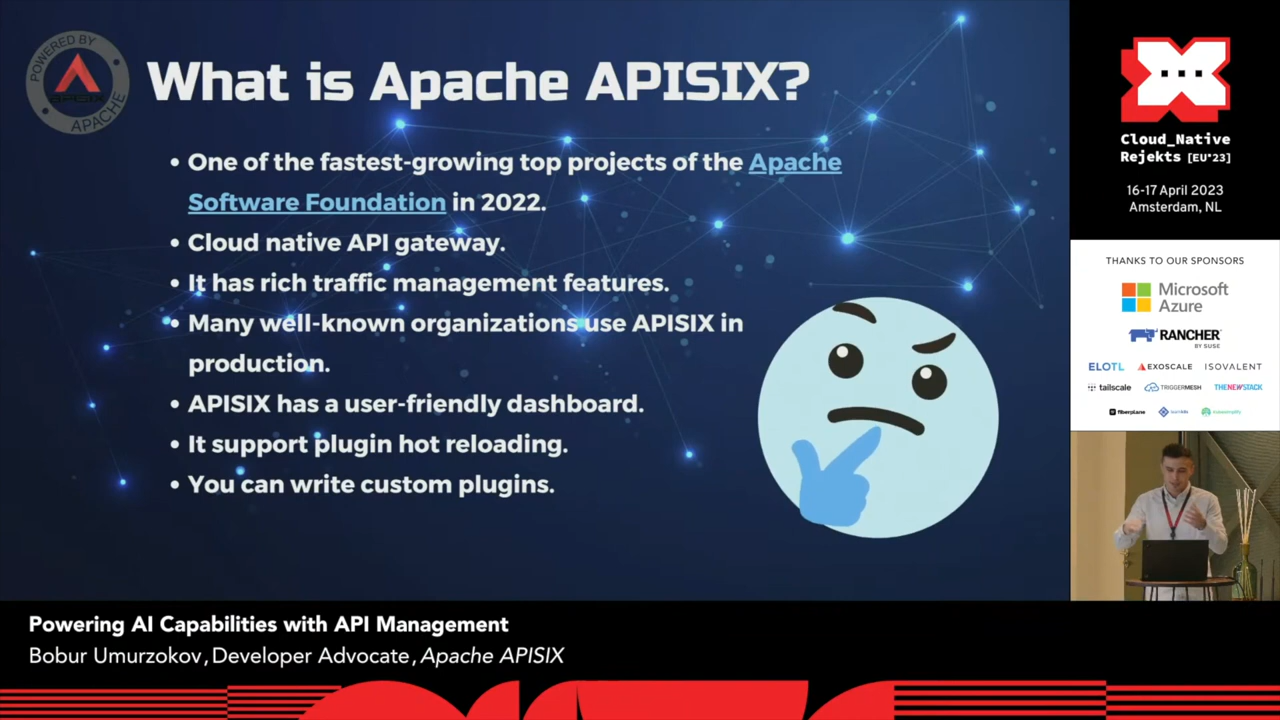 POWERED BY
APISIX
APACHE
What is Apache APISIX?
• One of the fastest-growing top projects of the Apache
Software Foundation in 2022.
• Cloud native API gateway.
• It has rich traffic management features.
• Many well-known organizations use APISIX in
production.
• APISIX has a user-friendly dashboard.
• It support plugin hot reloading.
• You can write custom plugins.
Cloud_Native
Rejekts [EU'23]
16-17 April 2023
Amsterdam, NL
THANKS TO OUR SPONSORS
Microsoft
Azure
RANCHER
BY SUSE
ELOTL EXOSCALE ISOVALENT
tailscale TRIGGERMESH THENEWSTACK
fiberplane
Powering AI Capabilities with API Management
Bobur Umurzokov, Developer Advocate, Apache APISIX